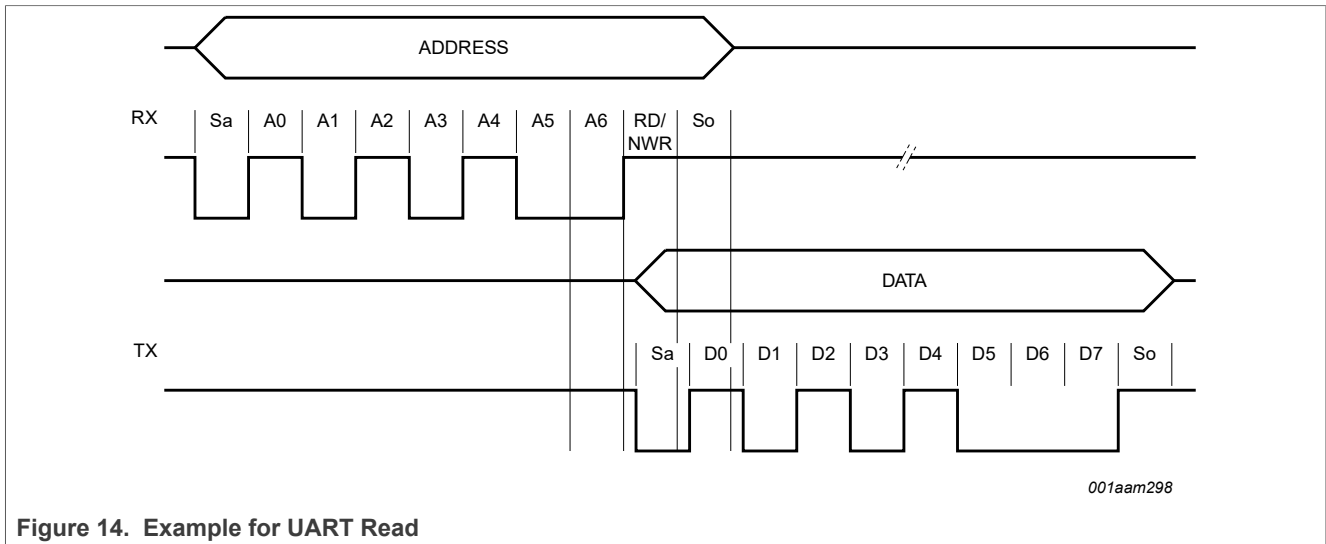 ADDRESS
RX Sa A0 A1 A2 A3 A4 A5 A6 RD/ So
NWR
DATA
TX Sa D0 D1 D2 D3 D4 D5 D6 D7 So
001aam298
Figure 14. Example for UART Read